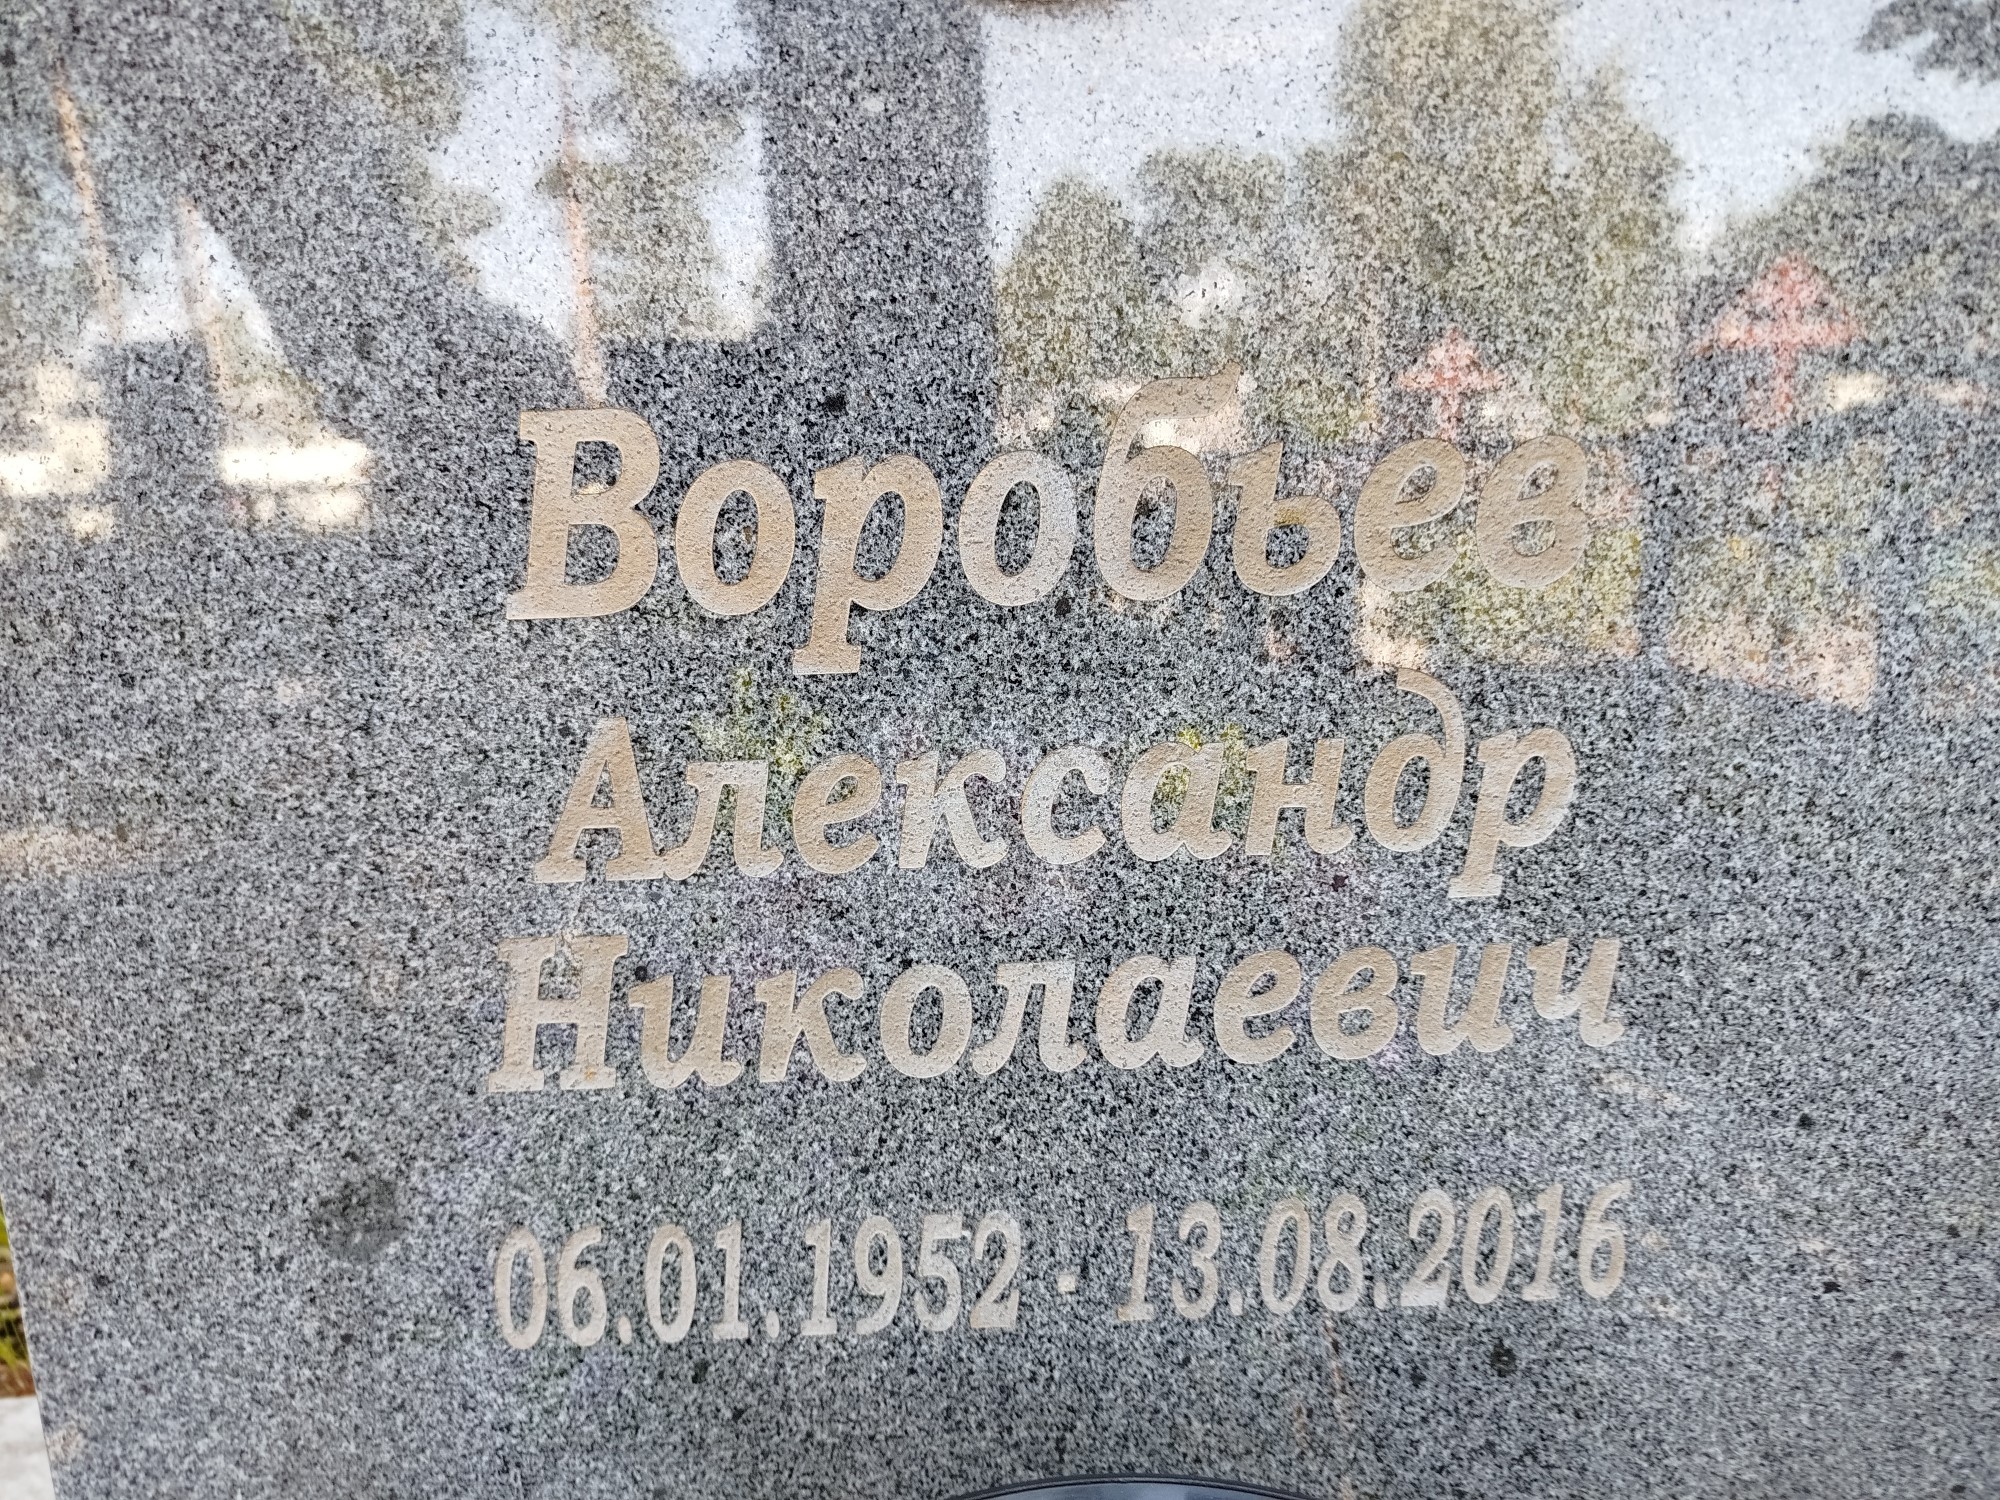 Воробьев
Александр
Николаевич
06.01.1952 - 13.08.2016